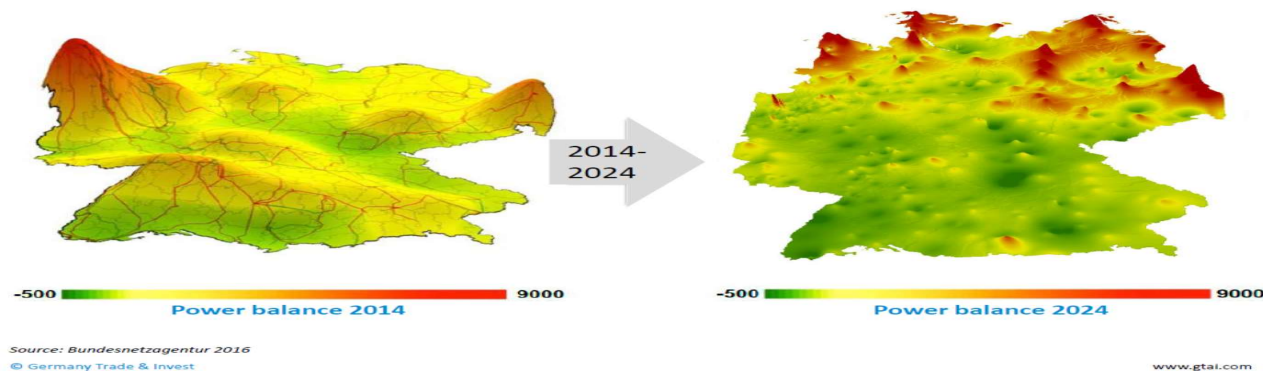 2014-
2024
-500
9000
Power balance 2014
-500
9000
Power balance 2024
Source: Bundesnetzagentur 2016
© Germany Trade & Invest
www.gtai.com